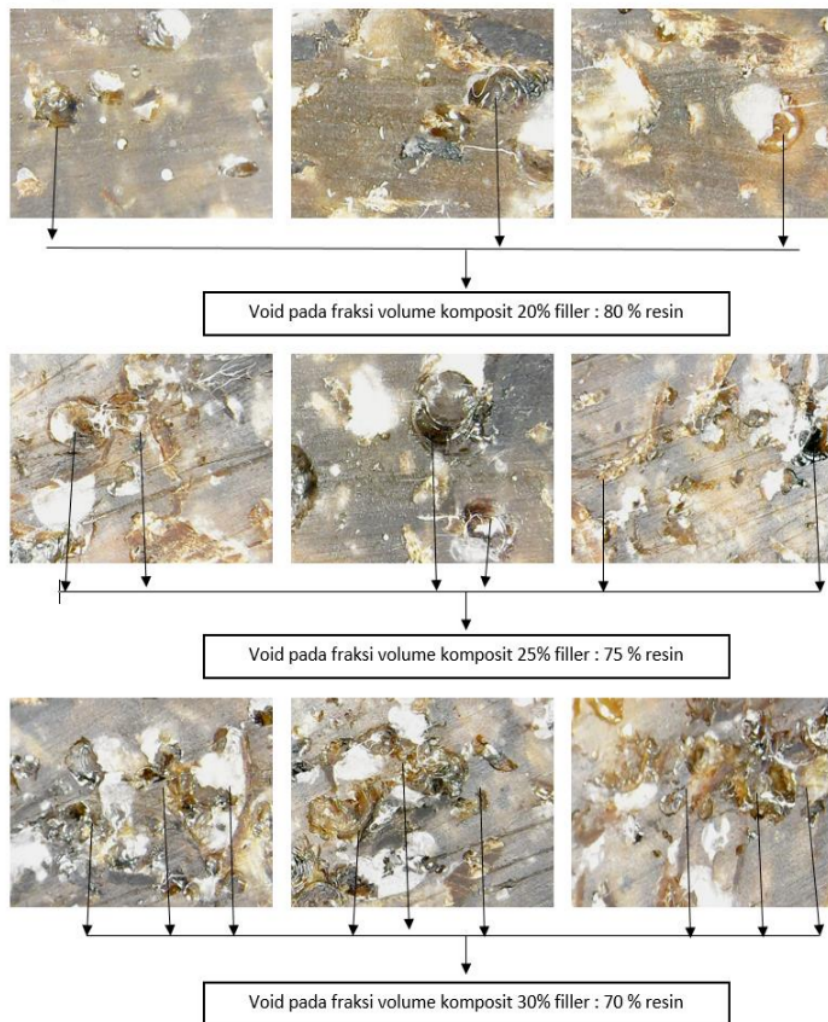 Void pada fraksi volume komposit 20% filler : 80 % resin
Void pada fraksi volume komposit 25% filler : 75 % resin
Void pada fraksi volume komposit 30% filler : 70 % resin